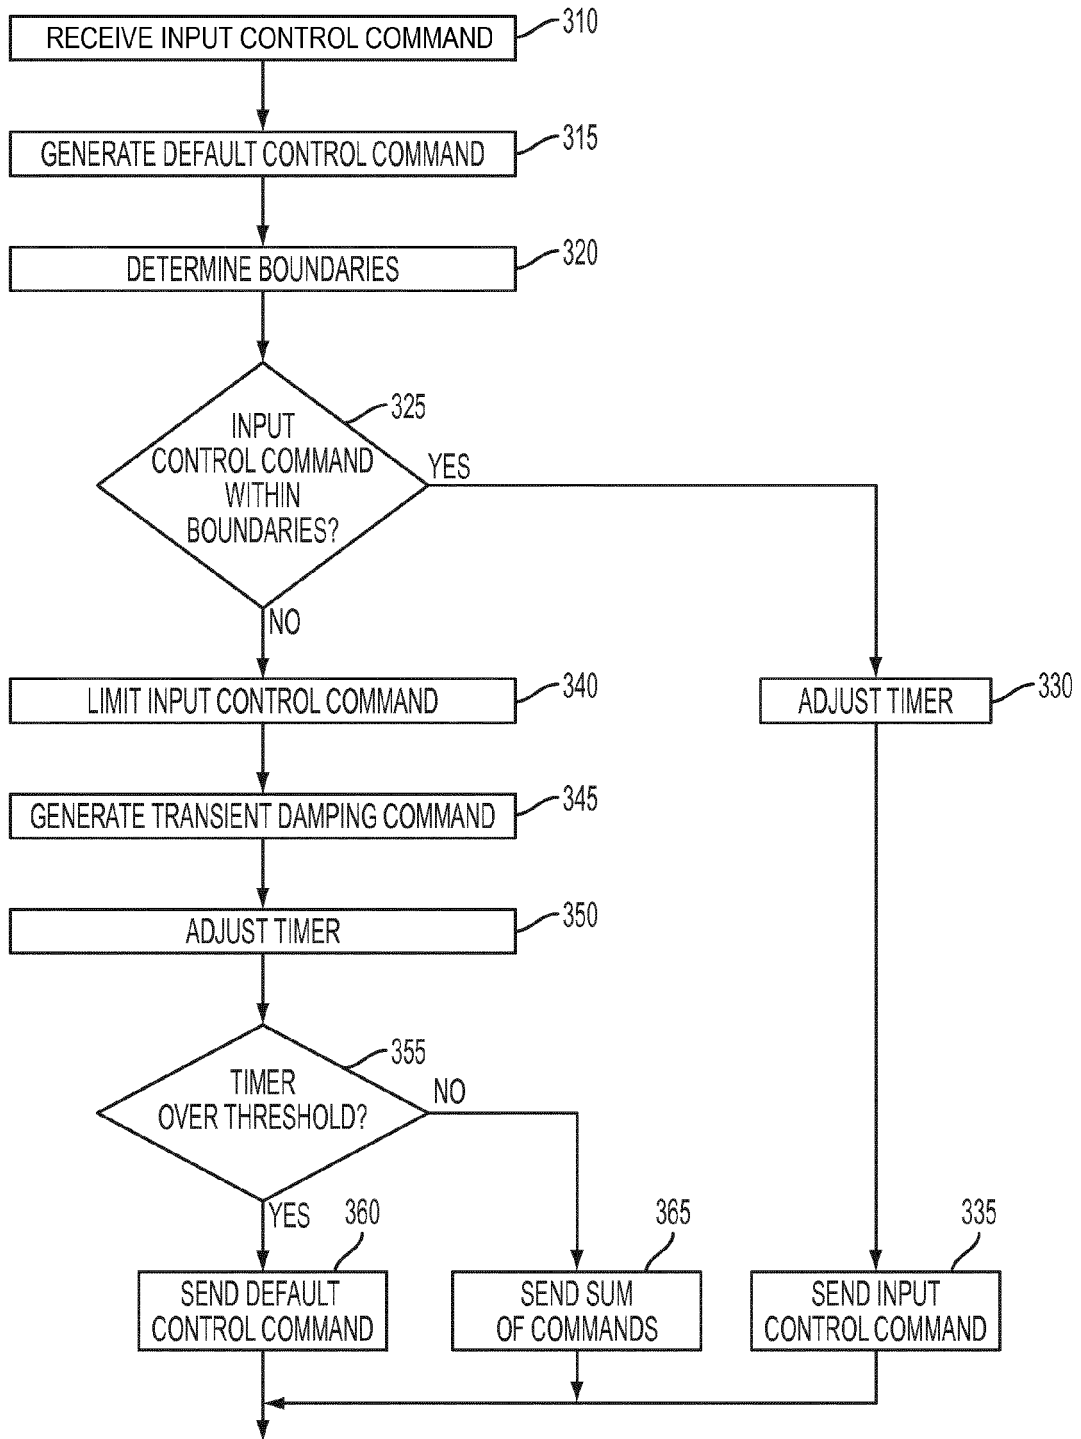 RECEIVE INPUT CONTROL COMMAND
310
GENERATE DEFAULT CONTROL COMMAND
315
DETERMINE BOUNDARIES
320
INPUT
CONTROL COMMAND
WITHIN
BOUNDARIES?
325
YES
NO
LIMIT INPUT CONTROL COMMAND
340
ADJUST TIMER
330
GENERATE TRANSIENT DAMPING COMMAND
345
ADJUST TIMER
350
TIMER
OVER THRESHOLD?
355
NO
YES
360
SEND DEFAULT
CONTROL COMMAND
365
SEND SUM
OF COMMANDS
335
SEND INPUT
CONTROL COMMAND